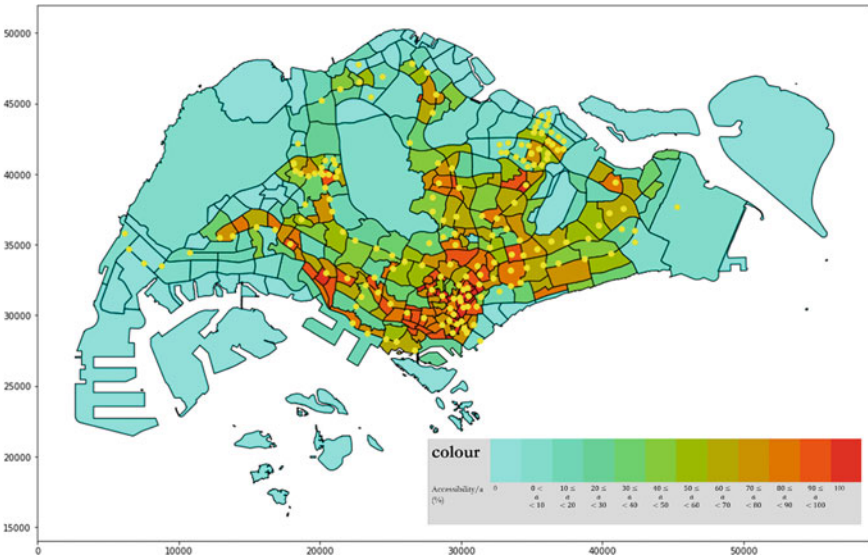 50000
45000
40000
35000
30000
25000
20000
15000
0
10000
20000
30000
40000
50000
colour
Accessibility/a (%)
0
0 < a < 10
10 ≤ a < 20
20 ≤ a < 30
30 ≤ a < 40
40 ≤ a < 50
50 ≤ a < 60
60 ≤ a < 70
70 ≤ a < 80
80 ≤ a < 90
90 ≤ a < 100
100